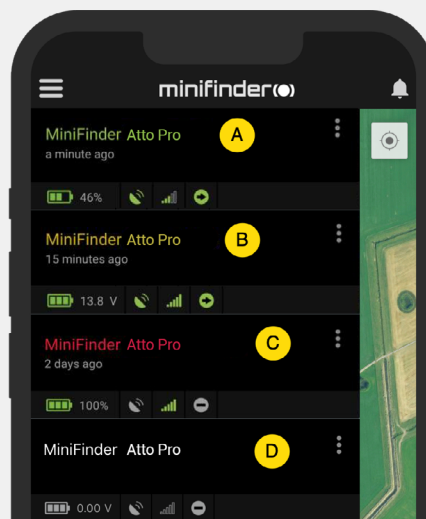 minifinder
MiniFinder Atto Pro
A
a minute ago
46%
MiniFinder Atto Pro
B
15 minutes ago
13.8 V
MiniFinder Atto Pro
C
2 days ago
100%
MiniFinder Atto Pro
D
0.00 V